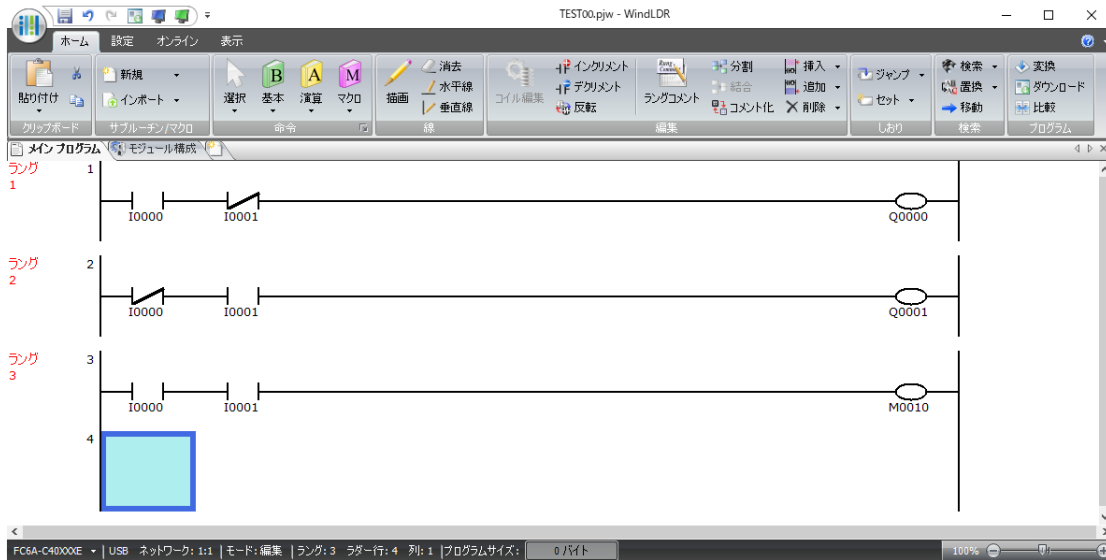 TEST00.pjw - WindLDR
ホーム 設定 オンライン 表示
貼り付け
クリップボード
新規
インポート
サブルーチン/マクロ
選択 基本 演算 マクロ
B A M
命令
描画
消去
水平線
垂直線
線
コイル編集
インクリメント
デクリメント
反転
ラングコメント
分割
結合
コメント化
挿入
追加
削除
編集
ジャンプ
セット
しおり
検索
置換
移動
検索
変換
ダウンロード
比較
プログラム
メイン プログラム モジュール構成
ラング 1
1
I0000 I0001 Q0000
ラング 2
2
I0000 I0001 Q0001
ラング 3
3
I0000 I0001 M0010
4
FC6A-C40XXXE USB ネットワーク: 1:1 モード: 編集 ラング: 3 ラダー行: 4 列: 1 プログラムサイズ: 0 バイト 100%